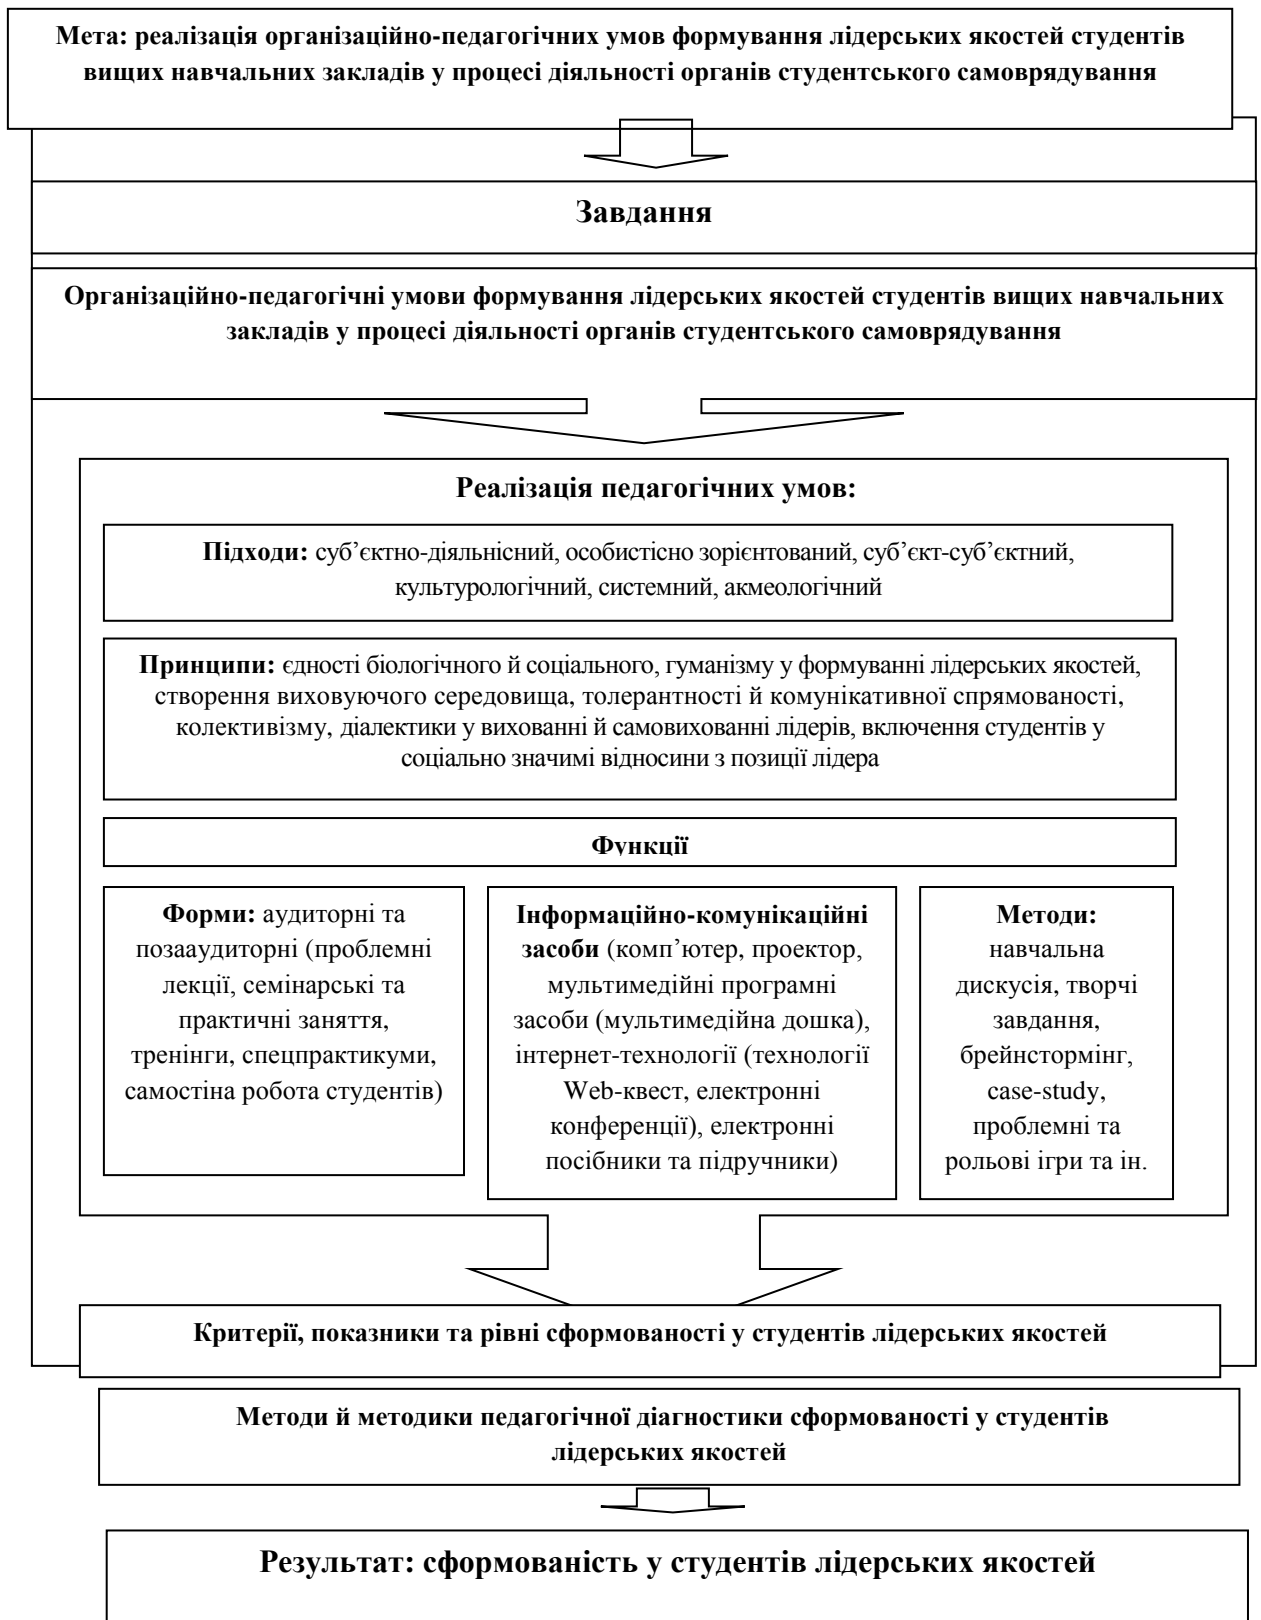 Мета: реалізація організаційно-педагогічних умов формування лідерських якостей студентів
вищих навчальних закладів у процесі діяльності органів студентського самоврядування
Завдання
Організаційно-педагогічні умови формування лідерських якостей студентів вищих навчальних
закладів у процесі діяльності органів студентського самоврядування
Реалізація педагогічних умов:
Підходи: суб’єктно-діяльнісний, особистісно зорієнтований, суб’єкт-суб’єктний,
культурологічний, системний, акмеологічний
Принципи: єдності біологічного й соціального, гуманізму у формуванні лідерських якостей,
створення виховуючого середовища, толерантності й комунікативної спрямованості,
колективізму, діалектики у вихованні й самовихованні лідерів, включення студентів у
соціально значимі відносини з позиції лідера
Функції
Форми: аудиторні та
позааудиторні (проблемні
лекції, семінарські та
практичні заняття,
тренінги, спецпрактикуми,
самостіна робота студентів)
Інформаційно-комунікаційні
засоби (комп’ютер, проектор,
мультимедійні програмні
засоби (мультимедійна дошка),
інтернет-технології (технології
Web-квест, електронні
конференції), електронні
посібники та підручники)
Методи:
навчальна
дискусія, творчі
завдання,
брейнстормінг,
case-study,
проблемні та
рольові ігри та ін.
Критерії, показники та рівні сформованості у студентів лідерських якостей
Методи й методики педагогічної діагностики сформованості у студентів
лідерських якостей
Результат: сформованість у студентів лідерських якостей